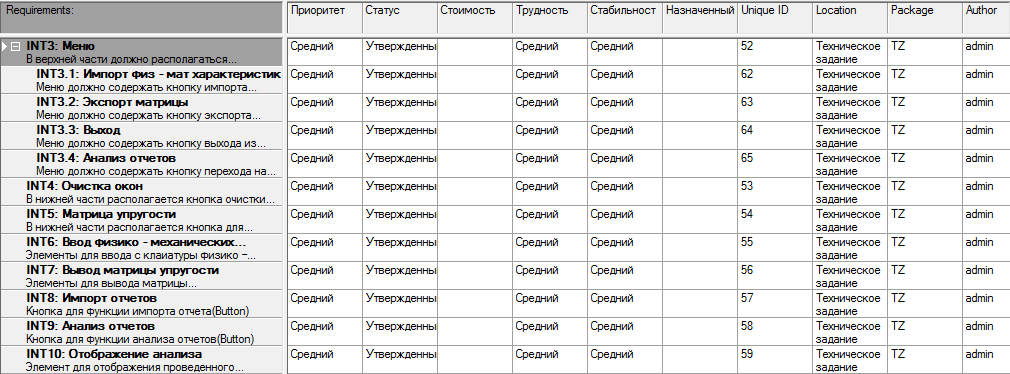 Requirements: Приоритет Статус Стоимость Трудность Стабильност Назначенный Unique ID Location Package Author
INT3: Меню Средний Утвержденны Средний Средний 52 Техническое TZ admin
В верхней части должно располагаться... задание
INT3.1: Импорт физ - мат характеристик Средний Утвержденны Средний Средний 62 Техническое TZ admin
Меню должно содержать кнопку импорта... задание
INT3.2: Экспорт матрицы Средний Утвержденны Средний Средний 63 Техническое TZ admin
Меню должно содержать кнопку экспорта... задание
INT3.3: Выход Средний Утвержденны Средний Средний 64 Техническое TZ admin
Меню должно содержать кнопку выхода из... задание
INT3.4: Анализ отчетов Средний Утвержденны Средний Средний 65 Техническое TZ admin
Меню должно содержать кнопку перехода на... задание
INT4: Очистка окон Средний Утвержденны Средний Средний 53 Техническое TZ admin
В нижней части располагается кнопка очистки... задание
INT5: Матрица упругости Средний Утвержденны Средний Средний 54 Техническое TZ admin
В нижней части располагается кнопка для... задание
INT6: Ввод физико - механических... Средний Утвержденны Средний Средний 55 Техническое TZ admin
Элементы для ввода с клаиатуры физико –... задание
INT7: Вывод матрицы упругости Средний Утвержденны Средний Средний 56 Техническое TZ admin
Элементы для вывода матрицы... задание
INT8: Импорт отчетов Средний Утвержденны Средний Средний 57 Техническое TZ admin
Кнопка для функции импорта отчета(Button) задание
INT9: Анализ отчетов Средний Утвержденны Средний Средний 58 Техническое TZ admin
Кнопка для функции анализа отчетов(Button) задание
INT10: Отображение анализа Средний Утвержденны Средний Средний 59 Техническое TZ admin
Элемент для отображения проведенного... задание